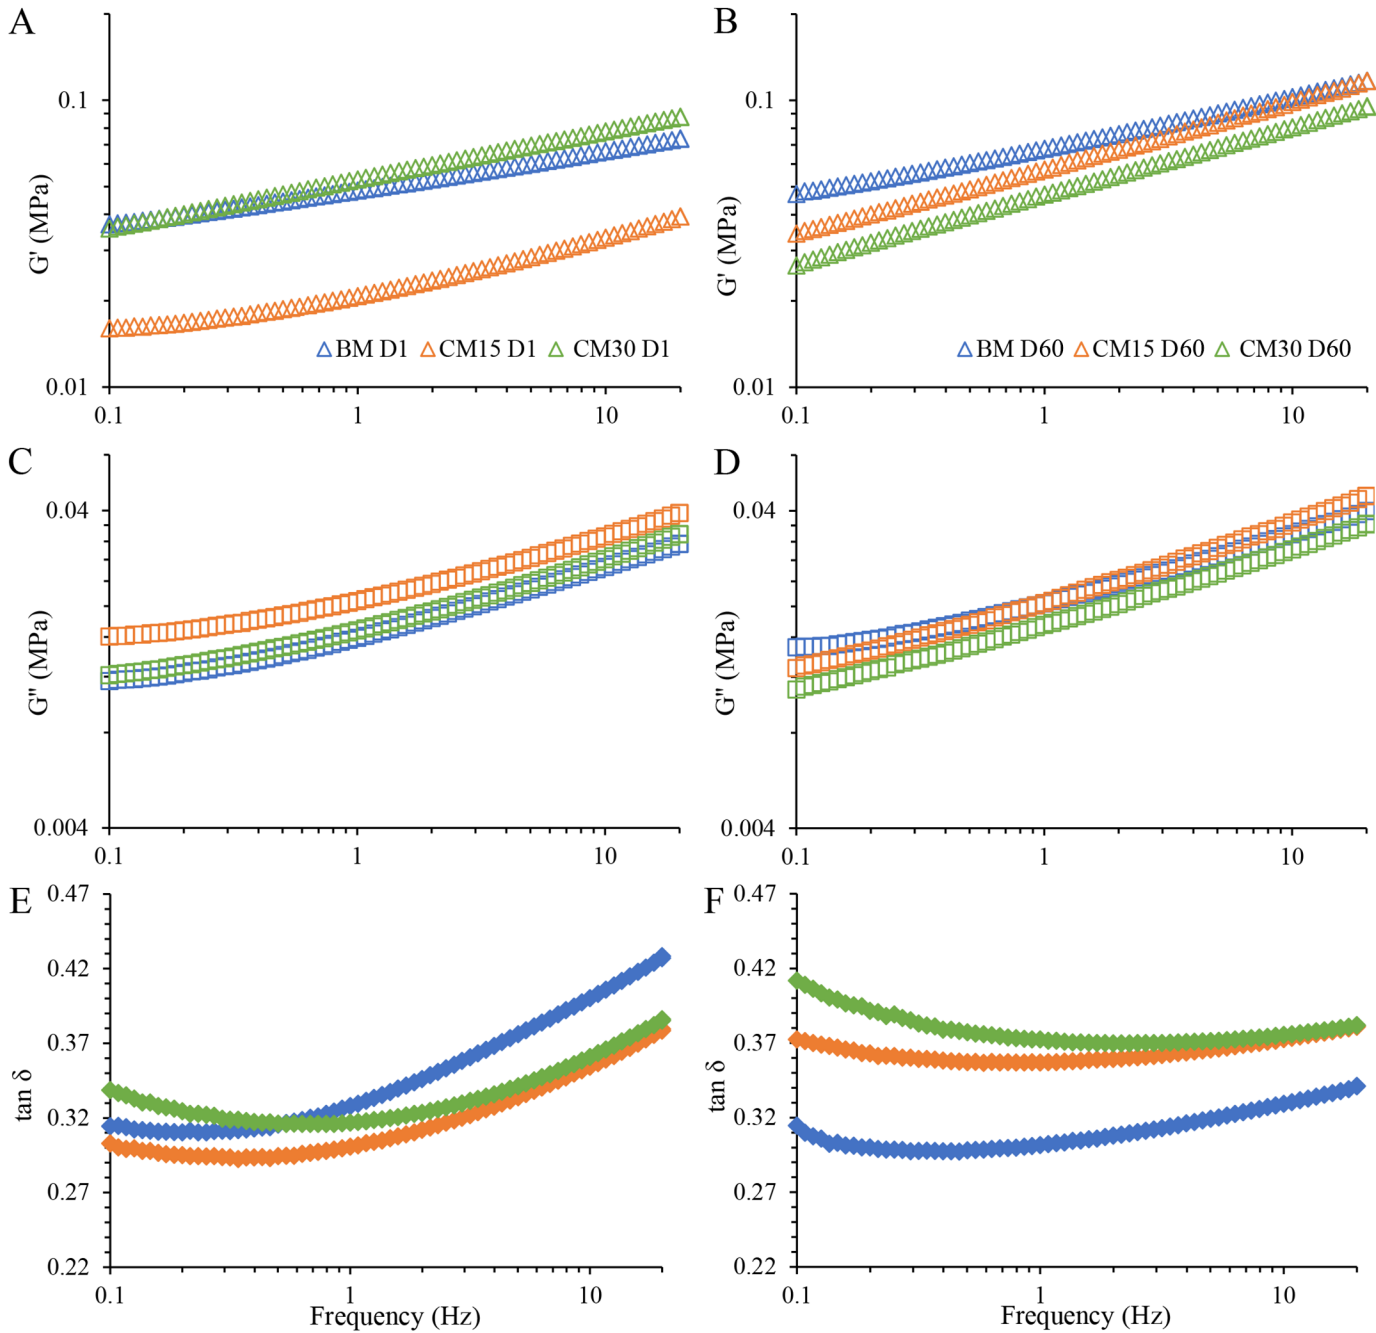 A
0.1
G' (MPa)
0.01
BM D1 CM15 D1 CM30 D1
0.1 1 10
B
0.1
G' (MPa)
0.01
BM D60 CM15 D60 CM30 D60
0.1 1 10
C
0.04
G" (MPa)
0.004
0.1 1 10
D
0.04
G" (MPa)
0.004
0.1 1 10
E
0.47
0.42
0.37
0.32
0.27
0.22
tan δ
0.1 1 10
Frequency (Hz)
F
0.47
0.42
0.37
0.32
0.27
0.22
tan δ
0.1 1 10
Frequency (Hz)